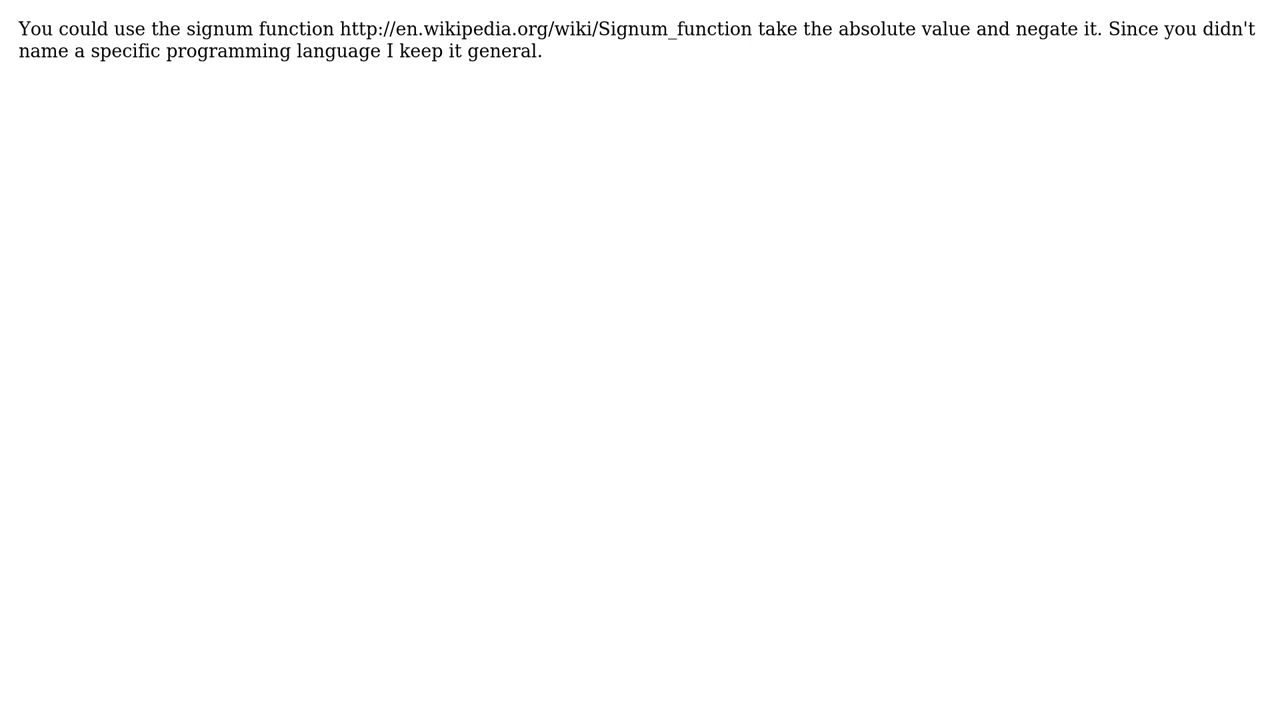 You could use the signum function http://en.wikipedia.org/wiki/Signum_function take the absolute value and negate it. Since you didn't
name a specific programming language I keep it general.